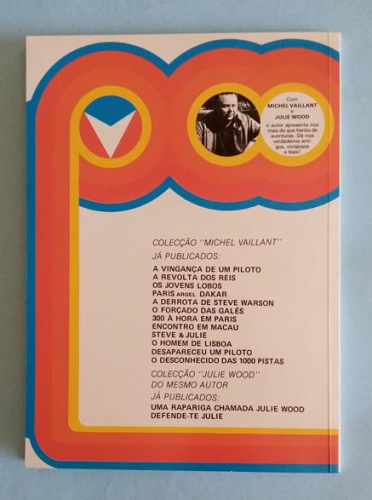 Com
MICHEL VAILLANT
e
JULIE WOOD
o autor apresenta-nos
mais do que heróis de
aventuras. Dá-nos
verdadeiros ami-
gos, corajosos
e leais!
COLECÇÃO "MICHEL VAILLANT"
JÁ PUBLICADOS:
A VINGANÇA DE UM PILOTO
A REVOLTA DOS REIS
OS JOVENS LOBOS
PARIS ARGEL DAKAR
A DERROTA DE STEVE WARSON
O FORÇADO DAS GALÉS
300 À HORA EM PARIS
ENCONTRO EM MACAU
STEVE & JULIE
O HOMEM DE LISBOA
DESAPARECEU UM PILOTO
O DESCONHECIDO DAS 1000 PISTAS
COLECÇÃO "JULIE WOOD"
DO MESMO AUTOR
JÁ PUBLICADOS:
UMA RAPARIGA CHAMADA JULIE WOOD
DEFENDE-TE JULIE